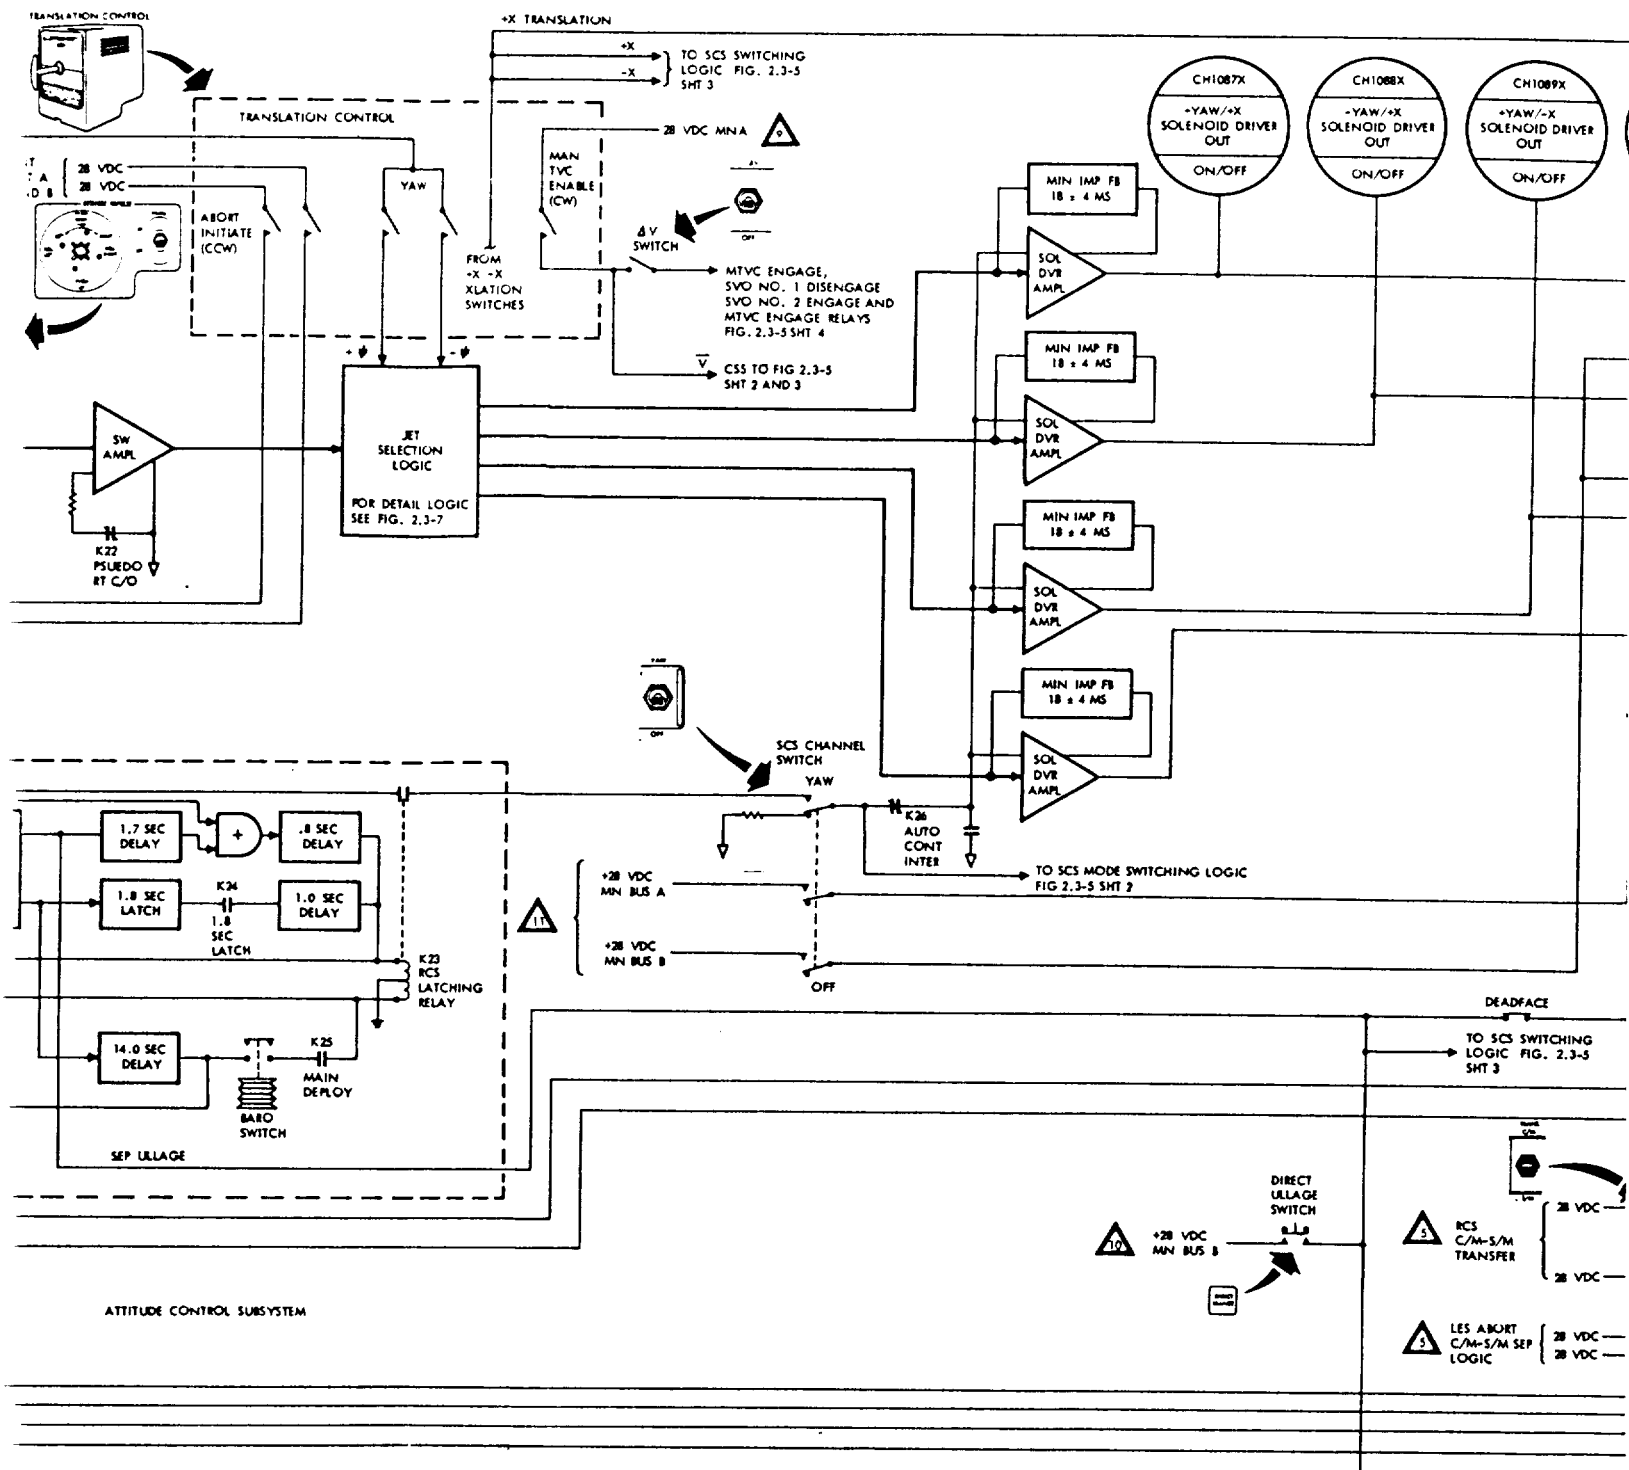 TRANSLATION CONTROL
+X TRANSLATION
+X
-X
TO SCS SWITCHING
LOGIC FIG. 2.3-5
SHT 3
CH1087X
+YAW/+X
SOLENOID DRIVER
OUT
ON/OFF
CH1088X
-YAW/+X
SOLENOID DRIVER
OUT
ON/OFF
CH1089X
+YAW/-X
SOLENOID DRIVER
OUT
ON/OFF
TRANSLATION CONTROL
28 VDC MNA
9
28 VDC
28 VDC
ABORT
INITIATE
(CCW)
YAW
MAN
TVC
ENABLE
(CW)
FROM
+X -X
XLATION
SWITCHES
ΔV
SWITCH
OFF
MTVC ENGAGE,
SVO NO. 1 DISENGAGE
SVO NO. 2 ENGAGE AND
MTVC ENGAGE RELAYS
FIG. 2.3-5 SHT 4
V
CSS TO FIG 2.3-5
SHT 2 AND 3
+ψ
-ψ
SW
AMPL
K22
PSUEDO
RT C/O
JET
SELECTION
LOGIC
FOR DETAIL LOGIC
SEE FIG. 2.3-7
MIN IMP FB
18 ± 4 MS
SOL
DVR
AMPL
MIN IMP FB
18 ± 4 MS
SOL
DVR
AMPL
MIN IMP FB
18 ± 4 MS
SOL
DVR
AMPL
MIN IMP FB
18 ± 4 MS
SOL
DVR
AMPL
YAW
OFF
SCS CHANNEL
SWITCH
YAW
K26
AUTO
CONT
INTER
TO SCS MODE SWITCHING LOGIC
FIG 2.3-5 SHT 2
11
+28 VDC
MN BUS A
+28 VDC
MN BUS B
OFF
1.7 SEC
DELAY
+
.8 SEC
DELAY
1.8 SEC
LATCH
K24
1.8
SEC
LATCH
1.0 SEC
DELAY
K23
RCS
LATCHING
RELAY
14.0 SEC
DELAY
K25
MAIN
DEPLOY
BARO
SWITCH
SEP ULLAGE
DEADFACE
TO SCS SWITCHING
LOGIC FIG. 2.3-5
SHT 3
DIRECT
ULLAGE
SWITCH
10
+28 VDC
MN BUS B
5
RCS
C/M-S/M
TRANSFER
28 VDC
28 VDC
5
LES ABORT
C/M-S/M SEP
LOGIC
28 VDC
28 VDC
ATTITUDE CONTROL SUBSYSTEM